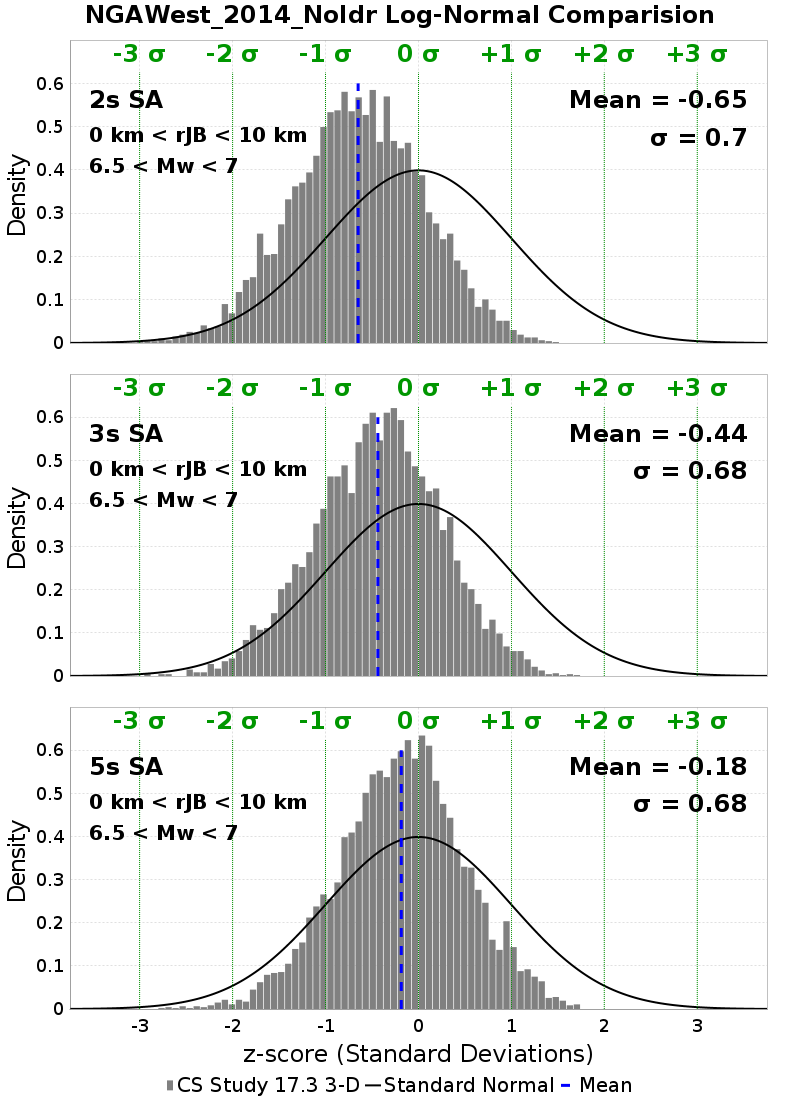 NGAWest_2014_NoIdr Log-Normal Comparision
-3 σ -2 σ -1 σ 0 σ +1 σ +2 σ +3 σ
0.6
2s SA
Mean = -0.65
0.5
0 km < rJB < 10 km
σ = 0.7
6.5 < Mw < 7
0.4
0.3
0.2
0.1
0
Density
-3 σ -2 σ -1 σ 0 σ +1 σ +2 σ +3 σ
0.6
3s SA
Mean = -0.44
0.5
0 km < rJB < 10 km
σ = 0.68
6.5 < Mw < 7
0.4
0.3
0.2
0.1
0
Density
-3 σ -2 σ -1 σ 0 σ +1 σ +2 σ +3 σ
0.6
5s SA
Mean = -0.18
0.5
0 km < rJB < 10 km
σ = 0.68
6.5 < Mw < 7
0.4
0.3
0.2
0.1
0
Density
-3 -2 -1 0 1 2 3
z-score (Standard Deviations)
CS Study 17.3 3-D Standard Normal Mean